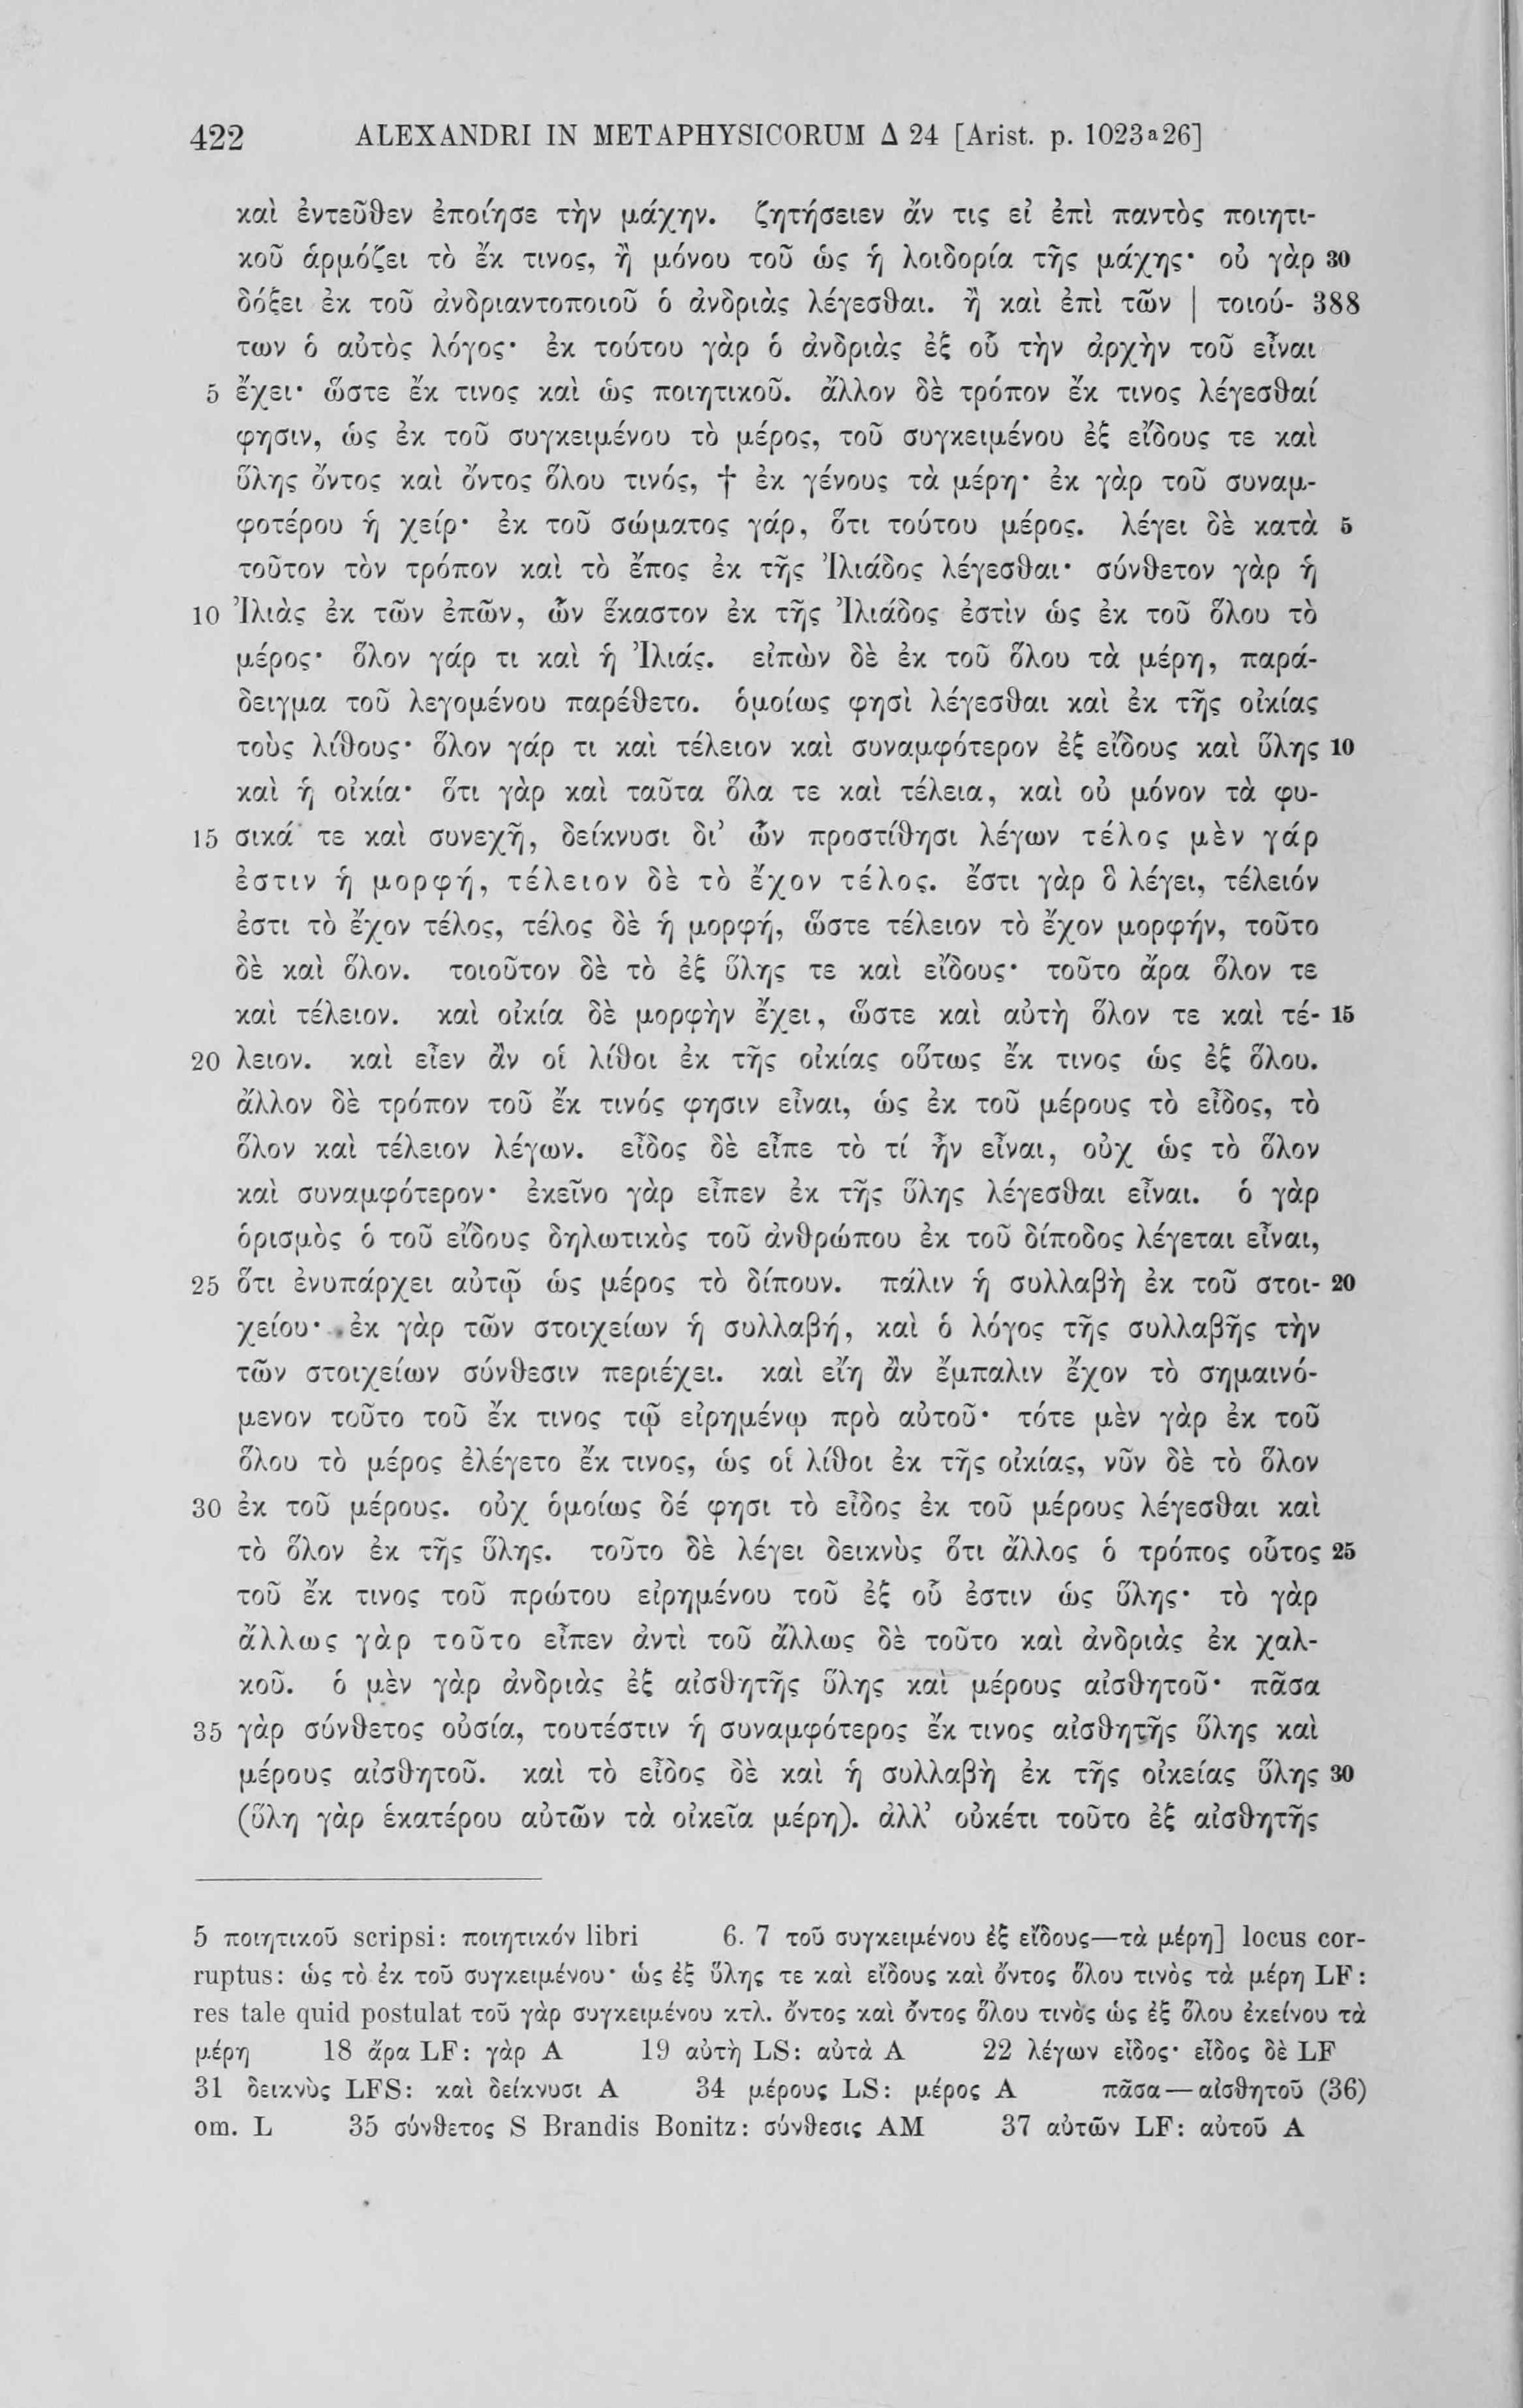 422 ALEXANDRI IN METAPHYSICORUM Δ 24 [Arist. p. 1023a26]
καὶ ἐντεῦθεν ἐποίησε τὴν μάχην. ζητήσειεν ἄν τις εἰ ἐπὶ παντὸς ποιητι-
κοῦ ἁρμόζει τὸ ἔκ τινος, ἢ μόνου τοῦ ὡς ἡ λοιδορία τῆς μάχης· οὐ γὰρ 30
δόξει ἐκ τοῦ ἀνδριαντοποιοῦ ὁ ἀνδριὰς λέγεσθαι. ἢ καὶ ἐπὶ τῶν | τοιού- 388
των ὁ αὐτὸς λόγος· ἐκ τούτου γὰρ ὁ ἀνδριὰς ἐξ οὗ τὴν ἀρχὴν τοῦ εἶναι
5 ἔχει· ὥστε ἔκ τινος καὶ ὡς ποιητικοῦ. ἄλλον δὲ τρόπον ἔκ τινος λέγεσθαί
φησιν, ὡς ἐκ τοῦ συγκειμένου τὸ μέρος, τοῦ συγκειμένου ἐξ εἴδους τε καὶ
ὕλης ὄντος καὶ ὄντος ὅλου τινός, † ἐκ γένους τὰ μέρη· ἐκ γὰρ τοῦ συναμ-
φοτέρου ἡ χείρ· ἐκ τοῦ σώματος γάρ, ὅτι τούτου μέρος. λέγει δὲ κατὰ 5
τοῦτον τὸν τρόπον καὶ τὸ ἔπος ἐκ τῆς Ἰλιάδος λέγεσθαι· σύνθετον γὰρ ἡ
10 Ἰλιὰς ἐκ τῶν ἐπῶν, ὧν ἕκαστον ἐκ τῆς Ἰλιάδος ἐστὶν ὡς ἐκ τοῦ ὅλου τὸ
μέρος· ὅλον γάρ τι καὶ ἡ Ἰλιάς. εἰπὼν δὲ ἐκ τοῦ ὅλου τὰ μέρη, παρά-
δειγμα τοῦ λεγομένου παρέθετο. ὁμοίως φησὶ λέγεσθαι καὶ ἐκ τῆς οἰκίας
τοὺς λίθους· ὅλον γάρ τι καὶ τέλειον καὶ συναμφότερον ἐξ εἴδους καὶ ὕλης 10
καὶ ἡ οἰκία· ὅτι γὰρ καὶ ταῦτα ὅλα τε καὶ τέλεια, καὶ οὐ μόνον τὰ φυ-
15 σικά τε καὶ συνεχῆ, δείκνυσι δι’ ὧν προστίθησι λέγων τέλος μὲν γάρ
ἐστιν ἡ μορφή, τέλειον δὲ τὸ ἔχον τέλος. ἔστι γὰρ ὃ λέγει, τέλειόν
ἐστι τὸ ἔχον τέλος, τέλος δὲ ἡ μορφή, ὥστε τέλειον τὸ ἔχον μορφήν, τοῦτο
δὲ καὶ ὅλον. τοιοῦτον δὲ τὸ ἐξ ὕλης τε καὶ εἴδους· τοῦτο ἄρα ὅλον τε
καὶ τέλειον. καὶ οἰκία δὲ μορφὴν ἔχει, ὥστε καὶ αὐτὴ ὅλον τε καὶ τέ- 15
20 λειον. καὶ εἶεν ἂν οἱ λίθοι ἐκ τῆς οἰκίας οὕτως ἔκ τινος ὡς ἐξ ὅλου.
ἄλλον δὲ τρόπον τοῦ ἔκ τινός φησιν εἶναι, ὡς ἐκ τοῦ μέρους τὸ εἶδος, τὸ
ὅλον καὶ τέλειον λέγων. εἶδος δὲ εἶπε τὸ τί ἦν εἶναι, οὐχ ὡς τὸ ὅλον
καὶ συναμφότερον· ἐκεῖνο γὰρ εἶπεν ἐκ τῆς ὕλης λέγεσθαι εἶναι. ὁ γὰρ
ὁρισμὸς ὁ τοῦ εἴδους δηλωτικὸς τοῦ ἀνθρώπου ἐκ τοῦ δίποδος λέγεται εἶναι,
25 ὅτι ἐνυπάρχει αὐτῷ ὡς μέρος τὸ δίπουν. πάλιν ἡ συλλαβὴ ἐκ τοῦ στοι- 20
χείου· ἐκ γὰρ τῶν στοιχείων ἡ συλλαβή, καὶ ὁ λόγος τῆς συλλαβῆς τὴν
τῶν στοιχείων σύνθεσιν περιέχει. καὶ εἴη ἂν ἔμπαλιν ἔχον τὸ σημαινό-
μενον τοῦτο τοῦ ἔκ τινος τῷ εἰρημένῳ πρὸ αὐτοῦ· τότε μὲν γὰρ ἐκ τοῦ
ὅλου τὸ μέρος ἐλέγετο ἔκ τινος, ὡς οἱ λίθοι ἐκ τῆς οἰκίας, νῦν δὲ τὸ ὅλον
30 ἐκ τοῦ μέρους. οὐχ ὁμοίως δέ φησι τὸ εἶδος ἐκ τοῦ μέρους λέγεσθαι καὶ
τὸ ὅλον ἐκ τῆς ὕλης. τοῦτο δὲ λέγει δεικνὺς ὅτι ἄλλος ὁ τρόπος οὗτος 25
τοῦ ἔκ τινος τοῦ πρώτου εἰρημένου τοῦ ἐξ οὗ ἐστιν ὡς ὕλης· τὸ γὰρ
ἄλλως γὰρ τοῦτο εἶπεν ἀντὶ τοῦ ἄλλως δὲ τοῦτο καὶ ἀνδριὰς ἐκ χαλ-
κοῦ. ὁ μὲν γὰρ ἀνδριὰς ἐξ αἰσθητῆς ὕλης καὶ μέρους αἰσθητοῦ· πᾶσα
35 γὰρ σύνθετος οὐσία, τουτέστιν ἡ συναμφότερος ἔκ τινος αἰσθητῆς ὕλης καὶ
μέρους αἰσθητοῦ. καὶ τὸ εἶδος δὲ καὶ ἡ συλλαβὴ ἐκ τῆς οἰκείας ὕλης 30
(ὕλη γὰρ ἑκατέρου αὐτῶν τὰ οἰκεῖα μέρη). ἀλλ’ οὐκέτι τοῦτο ἐξ αἰσθητῆς
5 ποιητικοῦ scripsi: ποιητικόν libri 6. 7 τοῦ συγκειμένου ἐξ εἴδους—τὰ μέρη] locus cor-
ruptus: ὡς τὸ ἐκ τοῦ συγκειμένου· ὡς ἐξ ὕλης τε καὶ εἴδους καὶ ὄντος ὅλου τινὸς τὰ μέρη LF:
res tale quid postulat τοῦ γὰρ συγκειμένου κτλ. ὄντος καὶ ὄντος ὅλου τινὸς ὡς ἐξ ὅλου ἐκείνου τὰ
μέρη 18 ἄρα LF: γὰρ A 19 αὐτὴ LS: αὐτὰ A 22 λέγων εἶδος· εἶδος δὲ LF
31 δεικνὺς LFS: καὶ δείκνυσι A 34 μέρους LS: μέρος A πᾶσα—αἰσθητοῦ (36)
om. L 35 σύνθετος S Brandis Bonitz: σύνθεσις AM 37 αὐτῶν LF: αὐτοῦ A